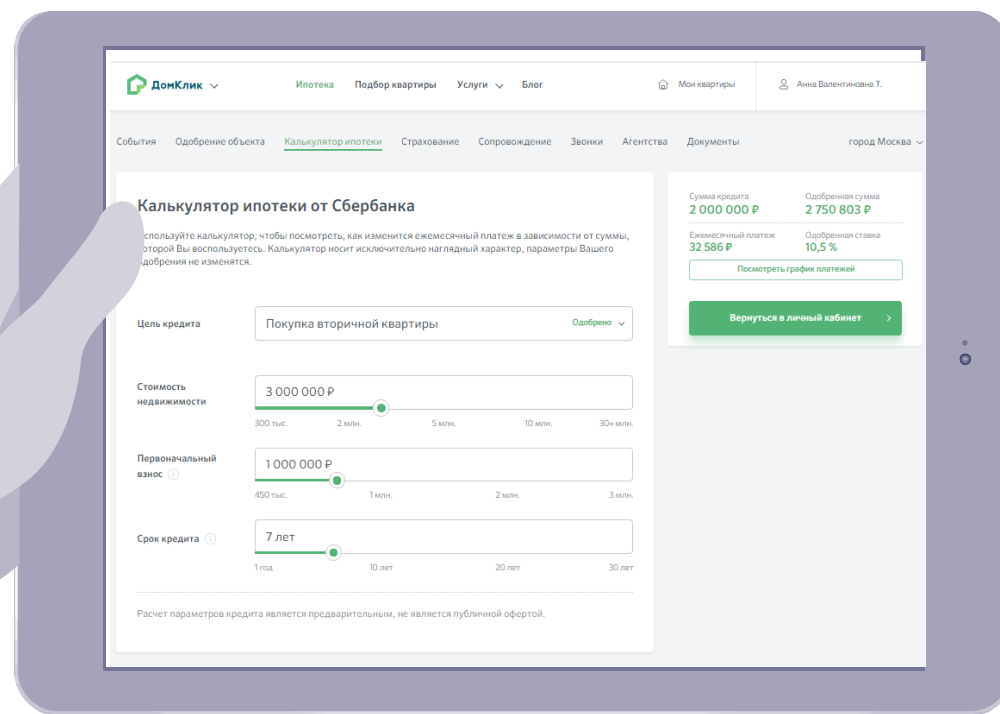 ДомКлик
Ипотека Подбор квартиры Услуги Блог
Мои квартиры
Анна Валентиновна Т.
События Одобрение объекта Калькулятор ипотеки Страхование Сопровождение Звонки Агентства Документы
город Москва
Калькулятор ипотеки от Сбербанка
спользуйте калькулятор, чтобы посмотреть, как изменится ежемесячный платеж в зависимости от суммы,
оторой Вы воспользуетесь. Калькулятор носит исключительно наглядный характер, параметры Вашего
добрения не изменятся.
Цель кредита
Покупка вторичной квартиры
Одобрено
Стоимость
недвижимости
3 000 000 ₽
300 тыс. 2 млн. 5 млн. 10 млн. 30+ млн.
Первоначальный
взнос
1 000 000 ₽
450 тыс. 1 млн. 2 млн. 3 млн.
Срок кредита
7 лет
1 год 10 лет 20 лет 30 лет
Расчет параметров кредита является предварительным, не является публичной офертой.
Сумма кредита
2 000 000 ₽
Одобренная сумма
2 750 803 ₽
Ежемесячный платеж
32 586 ₽
Одобренная ставка
10,5 %
Посмотреть график платежей
Вернуться в личный кабинет